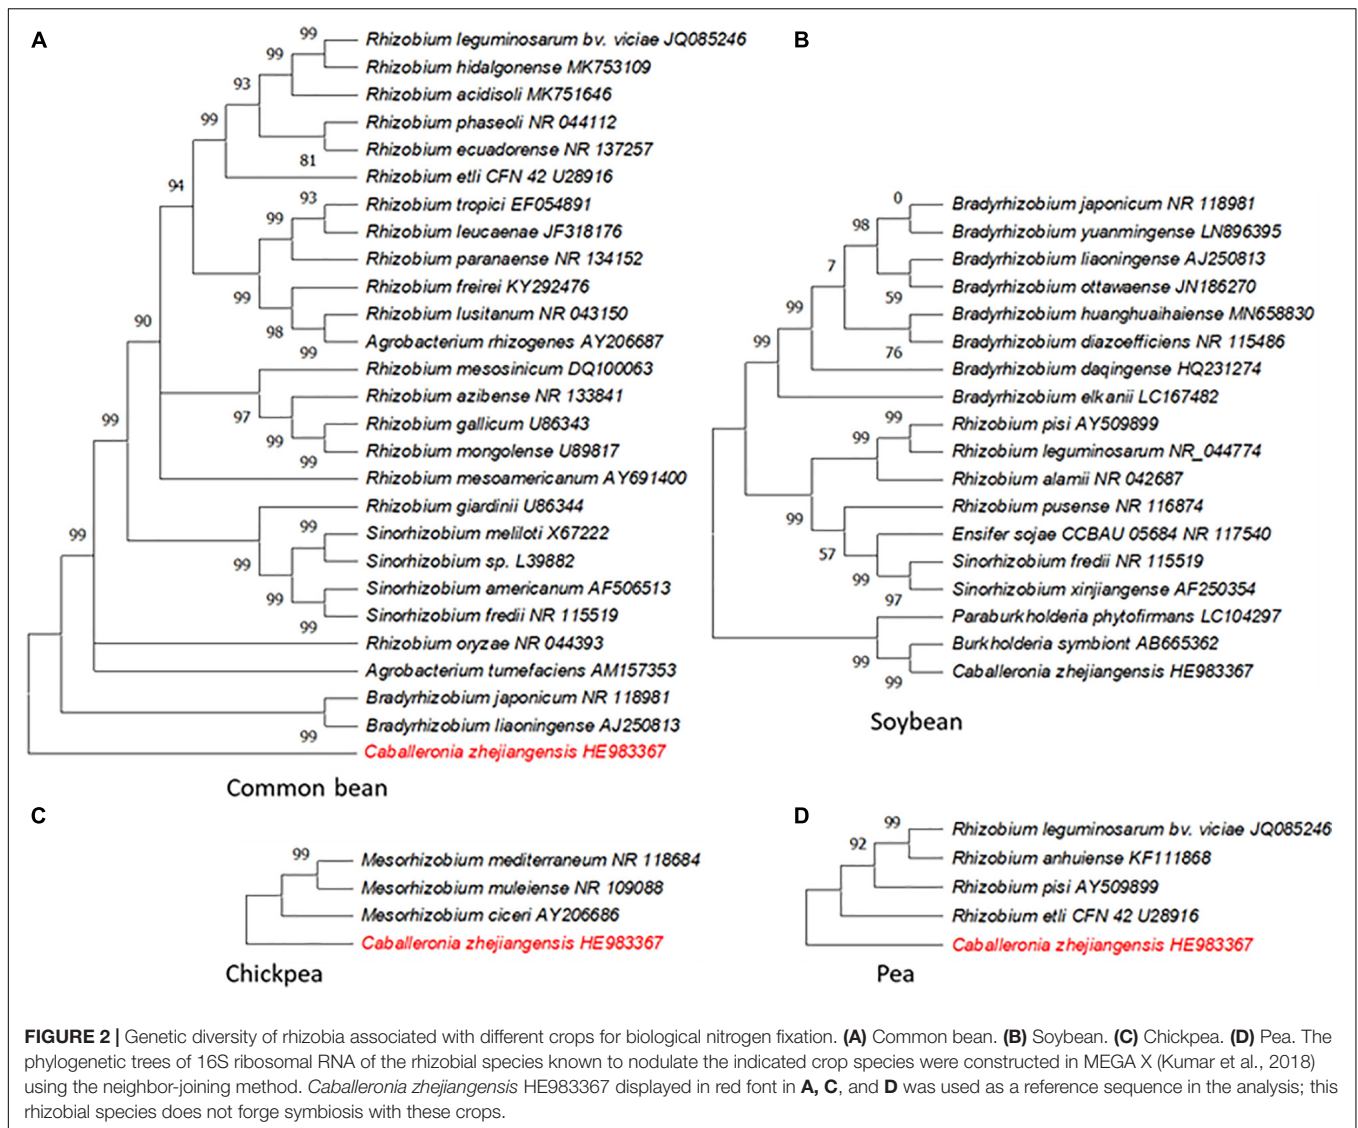 A
99
Rhizobium leguminosarum bv. viciae JQ085246
99
Rhizobium hidalgonense MK753109
93
Rhizobium acidisoli MK751646
99
Rhizobium phaseoli NR 044112
Rhizobium ecuadorense NR 137257
81
Rhizobium etli CFN 42 U28916
94
93
Rhizobium tropici EF054891
99
Rhizobium leucaenae JF318176
Rhizobium paranaense NR 134152
99
Rhizobium freirei KY292476
90
98
Rhizobium lusitanum NR 043150
Agrobacterium rhizogenes AY206687
99
Rhizobium mesosinicum DQ100063
Rhizobium azibense NR 133841
97
99
Rhizobium gallicum U86343
99
Rhizobium mongolense U89817
99
Rhizobium mesoamericanum AY691400
Rhizobium giardinii U86344
99
Sinorhizobium meliloti X67222
99
99
Sinorhizobium sp. L39882
Sinorhizobium americanum AF506513
99
Sinorhizobium fredii NR 115519
99
Rhizobium oryzae NR 044393
Agrobacterium tumefaciens AM157353
Bradyrhizobium japonicum NR 118981
Bradyrhizobium liaoningense AJ250813
99
Caballeronia zhejiangensis HE983367
Common bean
B
0
Bradyrhizobium japonicum NR 118981
98
Bradyrhizobium yuanmingense LN896395
7
Bradyrhizobium liaoningense AJ250813
Bradyrhizobium ottawaense JN186270
59
99
Bradyrhizobium huanghuaihaiense MN658830
99
Bradyrhizobium diazoefficiens NR 115486
76
Bradyrhizobium daqingense HQ231274
Bradyrhizobium elkanii LC167482
99
Rhizobium pisi AY509899
99
Rhizobium leguminosarum NR_044774
Rhizobium alamii NR 042687
99
Rhizobium pusense NR 116874
57
Ensifer sojae CCBAU 05684 NR 117540
99
Sinorhizobium fredii NR 115519
97
Sinorhizobium xinjiangense AF250354
Paraburkholderia phytofirmans LC104297
Burkholderia symbiont AB665362
99
Caballeronia zhejiangensis HE983367
99
Soybean
C
99
Mesorhizobium mediterraneum NR 118684
Mesorhizobium muleiense NR 109088
Mesorhizobium ciceri AY206686
Caballeronia zhejiangensis HE983367
Chickpea
D
99
Rhizobium leguminosarum bv. viciae JQ085246
92
Rhizobium anhuiense KF111868
Rhizobium pisi AY509899
Rhizobium etli CFN 42 U28916
Caballeronia zhejiangensis HE983367
Pea
FIGURE 2 | Genetic diversity of rhizobia associated with different crops for biological nitrogen fixation. (A) Common bean. (B) Soybean. (C) Chickpea. (D) Pea. The
phylogenetic trees of 16S ribosomal RNA of the rhizobial species known to nodulate the indicated crop species were constructed in MEGA X (Kumar et al., 2018)
using the neighbor-joining method. Caballeronia zhejiangensis HE983367 displayed in red font in A, C, and D was used as a reference sequence in the analysis; this
rhizobial species does not forge symbiosis with these crops.